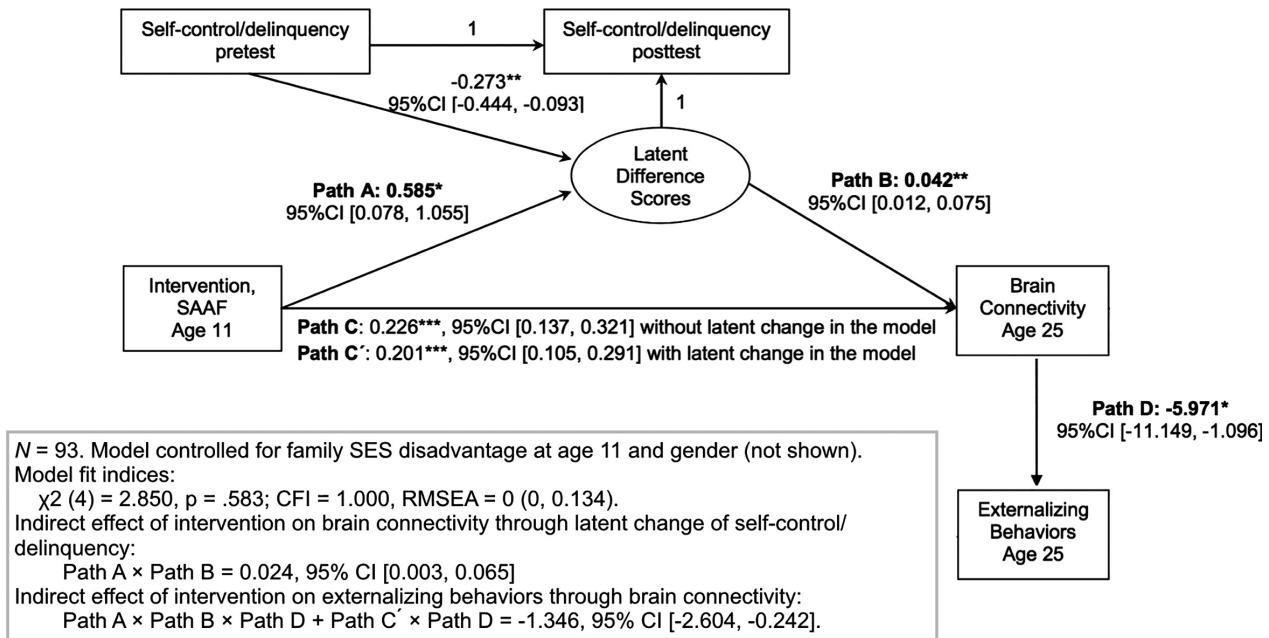 Self-control/delinquency
pretest
1
Self-control/delinquency
posttest
-0.273**
95%CI [-0.444, -0.093]
1
Latent
Difference
Scores
Path A: 0.585*
95%CI [0.078, 1.055]
Path B: 0.042**
95%CI [0.012, 0.075]
Intervention,
SAAF
Age 11
Brain
Connectivity
Age 25
Path C: 0.226***, 95%CI [0.137, 0.321] without latent change in the model
Path C´: 0.201***, 95%CI [0.105, 0.291] with latent change in the model
Path D: -5.971*
95%CI [-11.149, -1.096]
Externalizing
Behaviors
Age 25
N = 93. Model controlled for family SES disadvantage at age 11 and gender (not shown).
Model fit indices:
χ2 (4) = 2.850, p = .583; CFI = 1.000, RMSEA = 0 (0, 0.134).
Indirect effect of intervention on brain connectivity through latent change of self-control/
delinquency:
Path A × Path B = 0.024, 95% CI [0.003, 0.065]
Indirect effect of intervention on externalizing behaviors through brain connectivity:
Path A × Path B × Path D + Path C´ × Path D = -1.346, 95% CI [-2.604, -0.242].